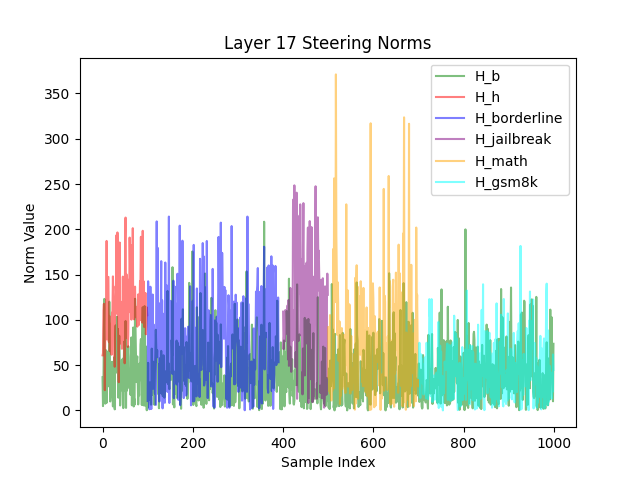 Layer 17 Steering Norms
H_b
H_h
H_borderline
H_jailbreak
H_math
H_gsm8k
Norm Value
350
300
250
200
150
100
50
0
0 200 400 600 800 1000
Sample Index